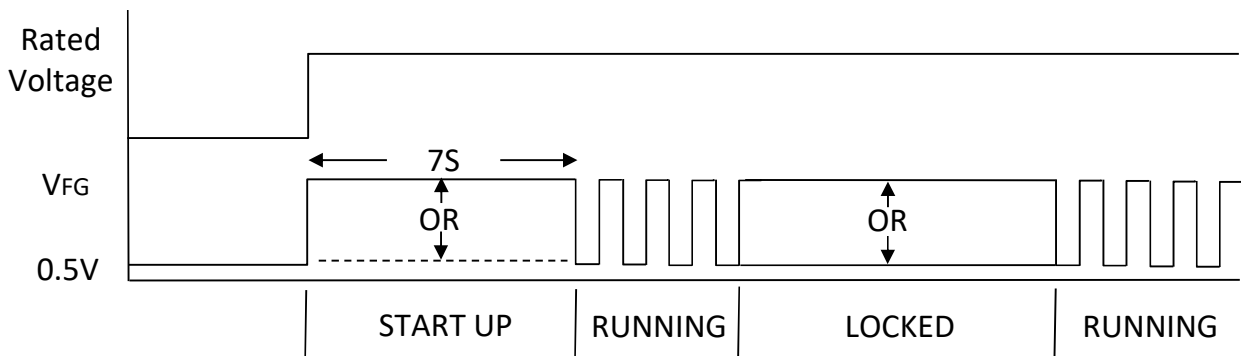 Rated
Voltage
7S
VFG
OR
OR
0.5V
START UP
RUNNING
LOCKED
RUNNING